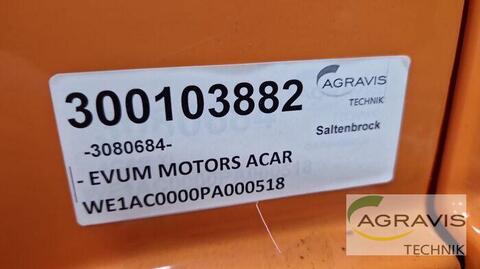 300103882
AGRAVIS
TECHNIK
Saltenbrock
-3080684-
- EVUM MOTORS ACAR
WE1AC0000PA000518
AGRAVIS
TECHNIK